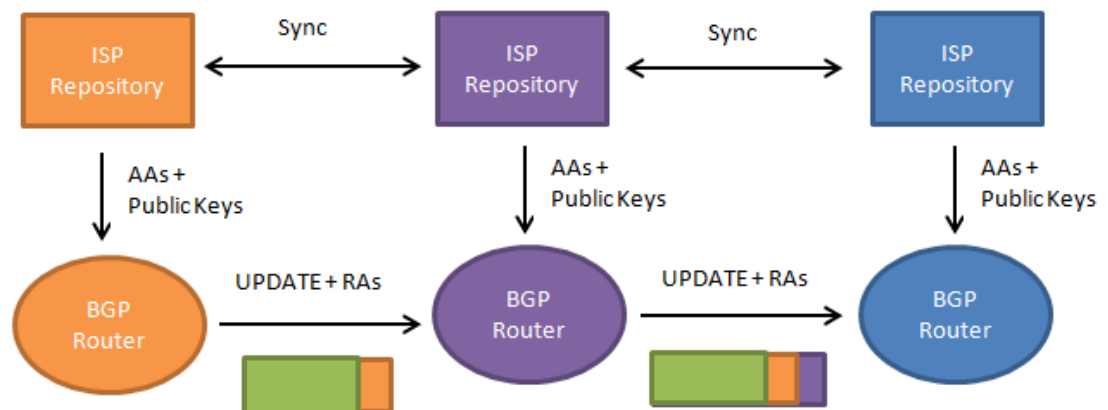 ISP
Repository
Sync
ISP
Repository
Sync
ISP
Repository
AAs +
Public Keys
AAs +
Public Keys
AAs +
Public Keys
BGP
Router
UPDATE + RAs
BGP
Router
UPDATE + RAs
BGP
Router